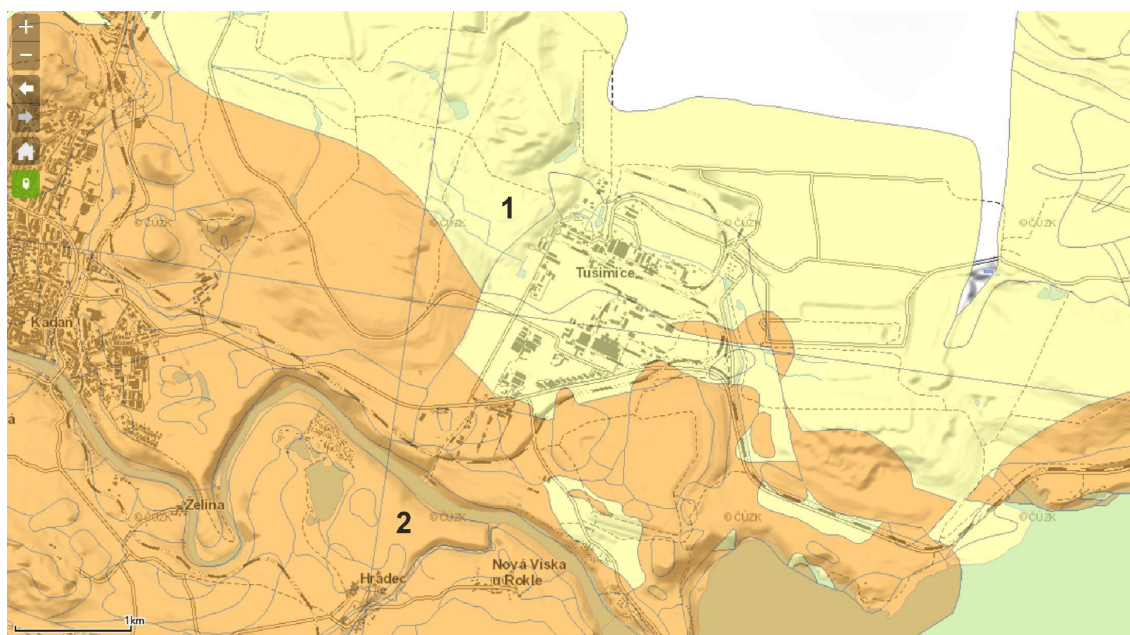 +
−
1
© ČÚZK
© ČÚZK
© ČÚZK
© ČÚZK
Tušimice
Kadaň
á
Želina
© ČÚZK
2
© ČÚZK
© ČÚZK
© ČÚZK
Nová Víska
u Rokle
Hradec
1km